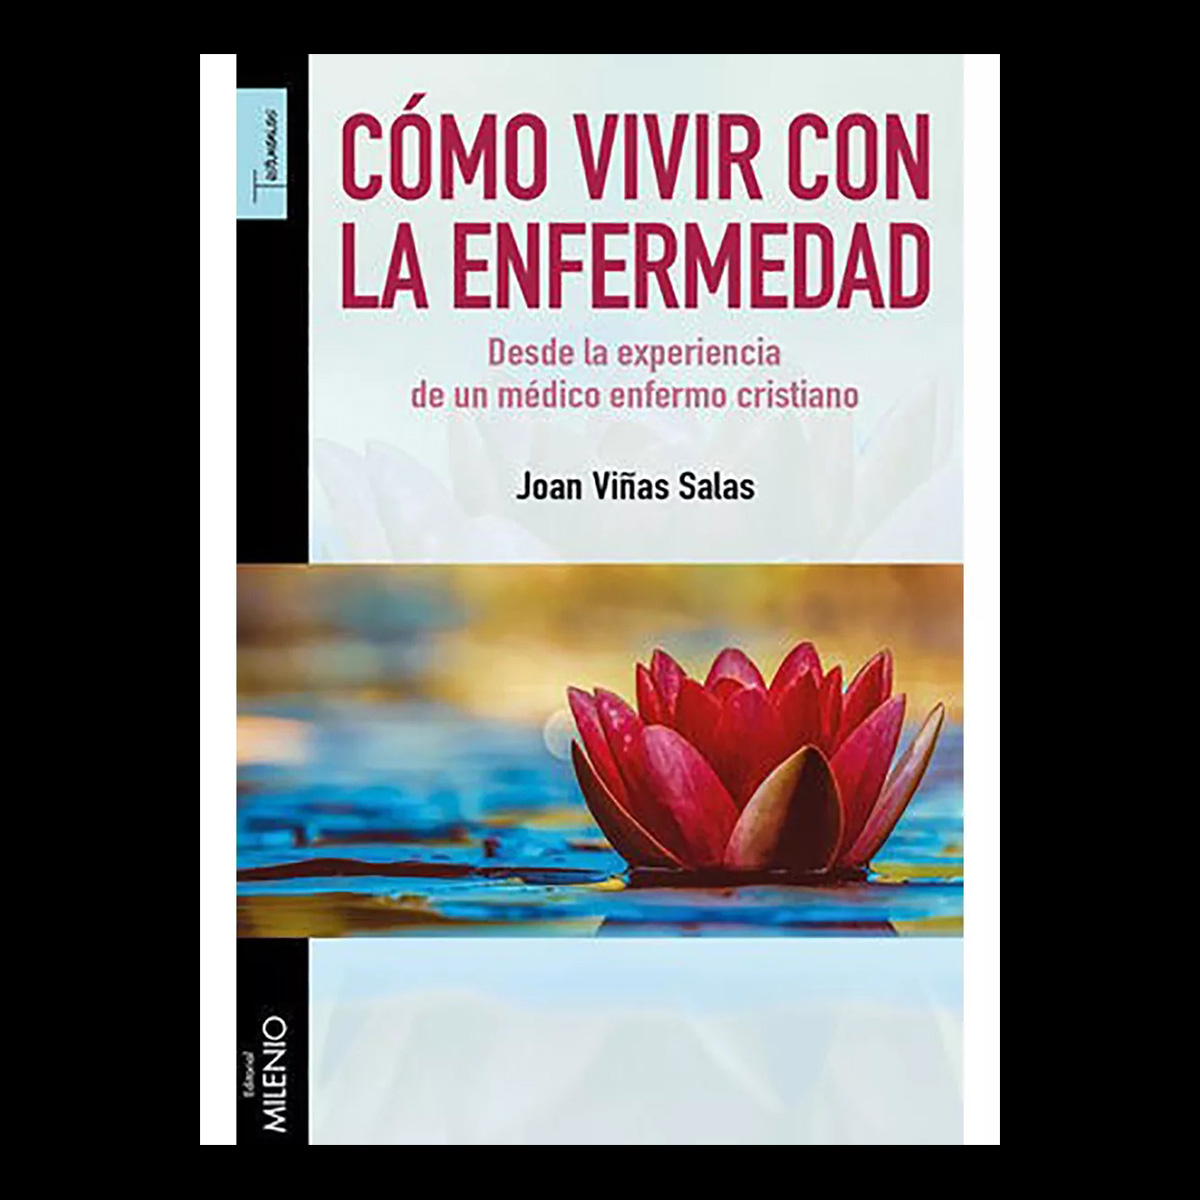 CÓMO VIVIR CON
LA ENFERMEDAD
Desde la experiencia
de un médico enfermo cristiano
Joan Viñas Salas
Editorial
MILENIO